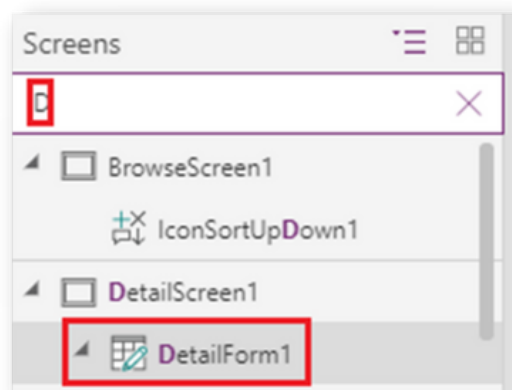 Screens
D
BrowseScreen1
IconSortUpDown1
DetailScreen1
DetailForm1